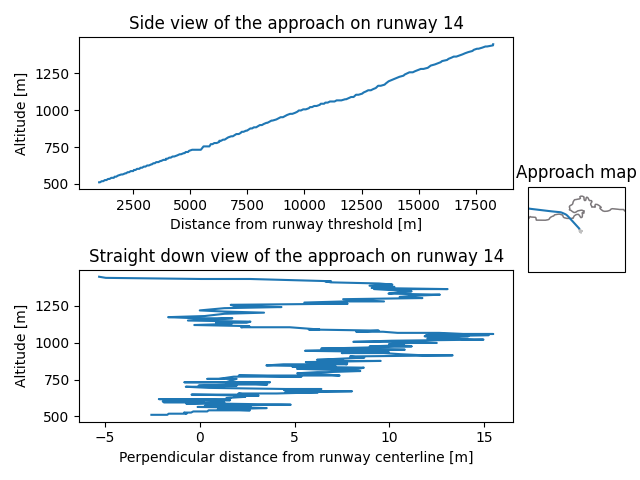 Side view of the approach on runway 14
Altitude [m]
1250
1000
750
500
2500
5000
7500
10000
12500
15000
17500
Distance from runway threshold [m]
Approach map
Straight down view of the approach on runway 14
Altitude [m]
1250
1000
750
500
−5
0
5
10
15
Perpendicular distance from runway centerline [m]